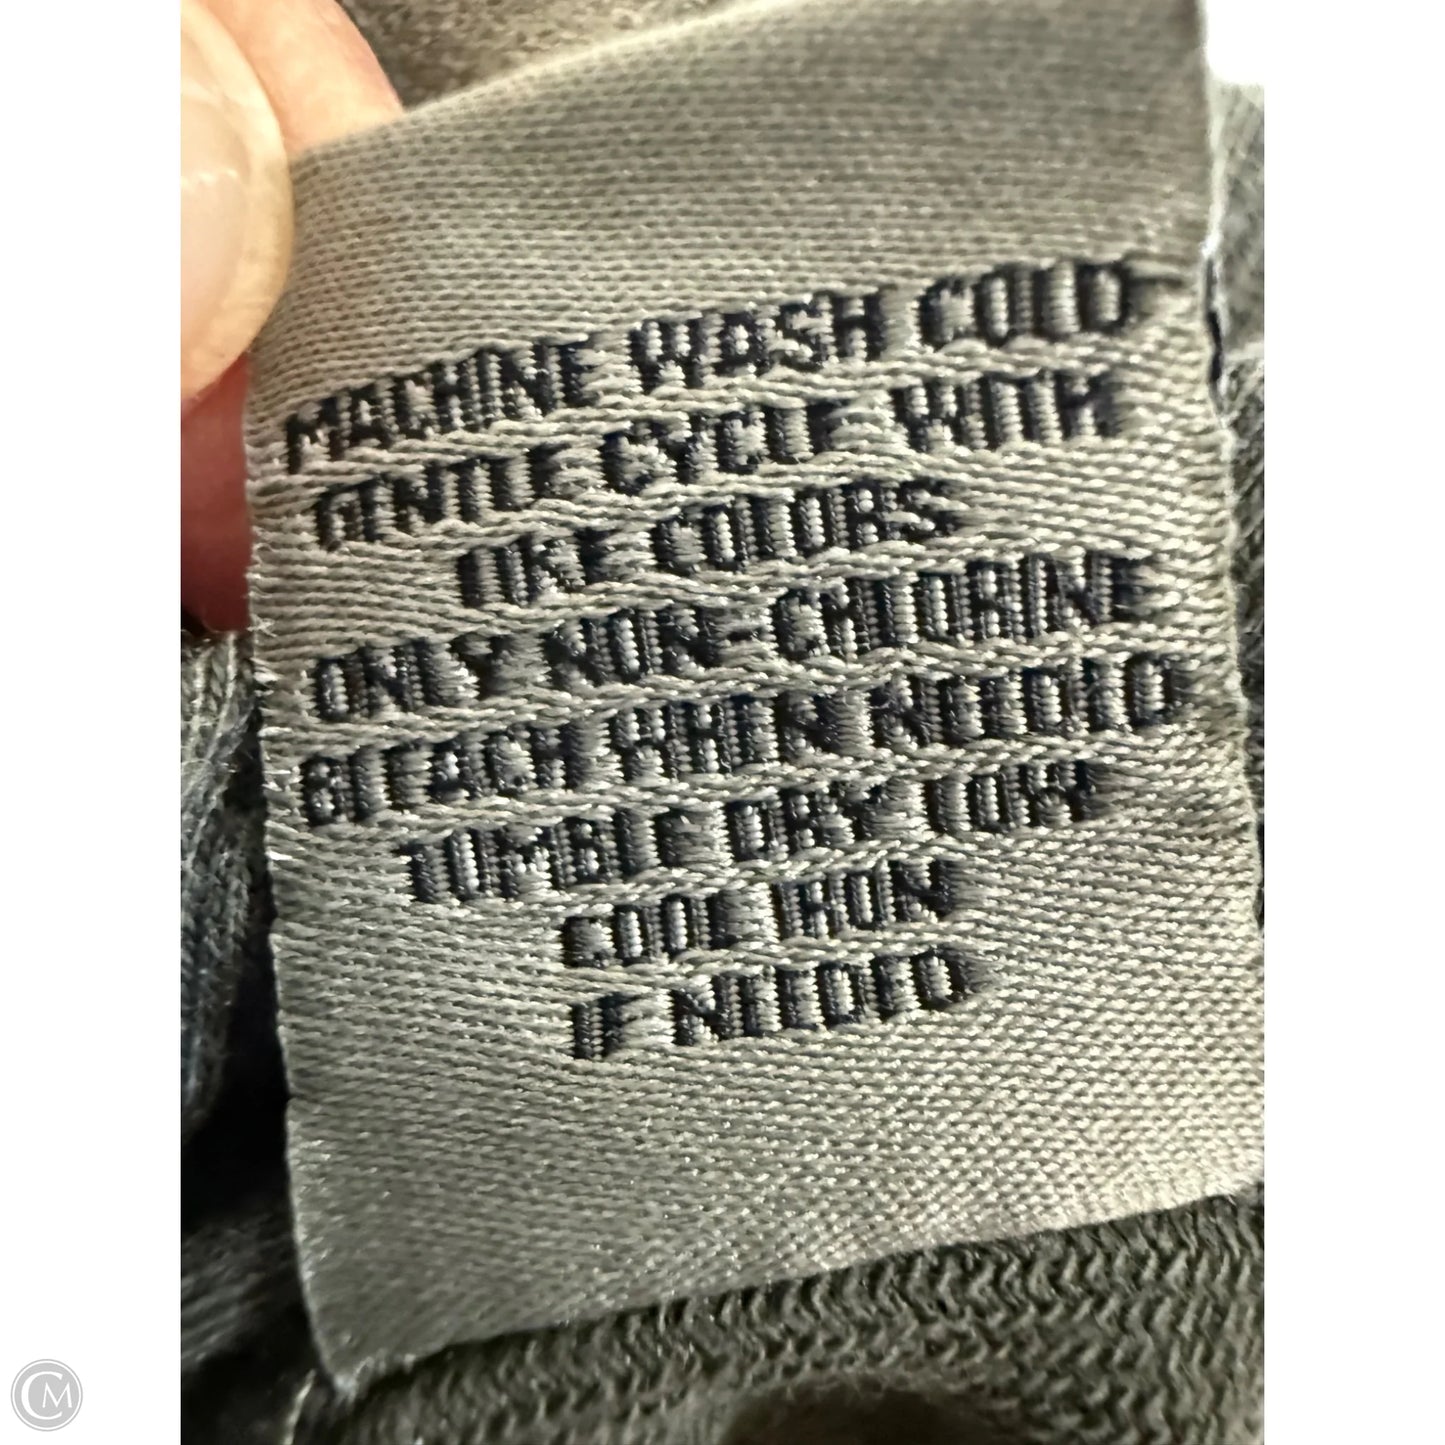 MACHINE WASH COLD
GENTLE CYCLE WITH
LIKE COLORS.
ONLY NON-CHLORINE
BLEACH WHEN NEEDED
TUMBLE DRY LOW
COOL IRON
IF NEEDED.
CM